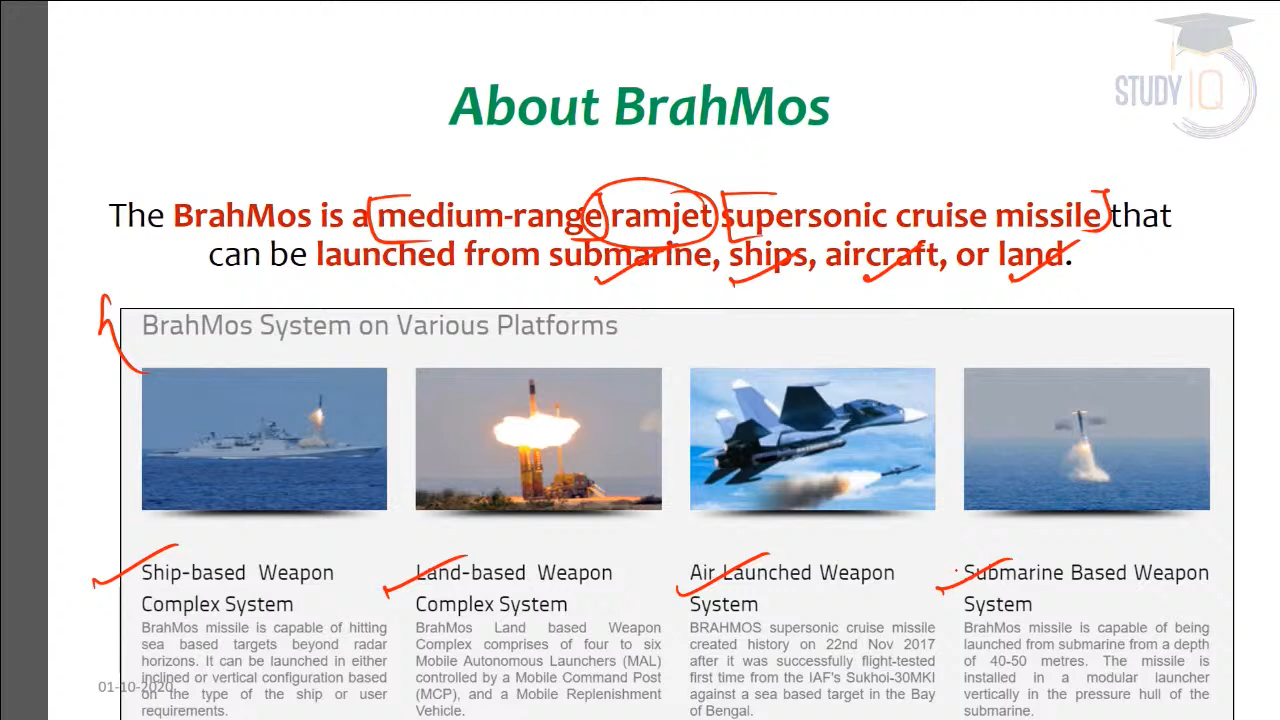 STUDY IQ
About BrahMos
The BrahMos is a medium-range ramjet supersonic cruise missile that
can be launched from submarine, ships, aircraft, or land.
BrahMos System on Various Platforms
Ship-based Weapon
Complex System
BrahMos missile is capable of hitting
sea based targets beyond radar
horizons. It can be launched in either
inclined or vertical configuration based
on the type of the ship or user
requirements.
Land-based Weapon
Complex System
BrahMos Land based Weapon
Complex comprises of four to six
Mobile Autonomous Launchers (MAL)
controlled by a Mobile Command Post
(MCP), and a Mobile Replenishment
Vehicle.
Air Launched Weapon
System
BRAHMOS supersonic cruise missile
created history on 22nd Nov 2017
after it was successfully flight-tested
first time from the IAF's Sukhoi-30MKI
against a sea based target in the Bay
of Bengal.
Submarine Based Weapon
System
BrahMos missile is capable of being
launched from submarine from a depth
of 40-50 metres. The missile is
installed in a modular launcher
vertically in the pressure hull of the
submarine.
01-10-2020